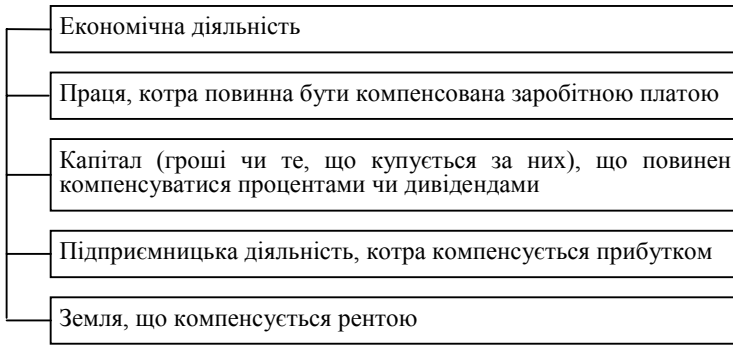 Економічна діяльність
Праця, котра повинна бути компенсована заробітною платою
Капітал (гроші чи те, що купується за них), що повинен
компенсуватися процентами чи дивідендами
Підприємницька діяльність, котра компенсується прибутком
Земля, що компенсується рентою